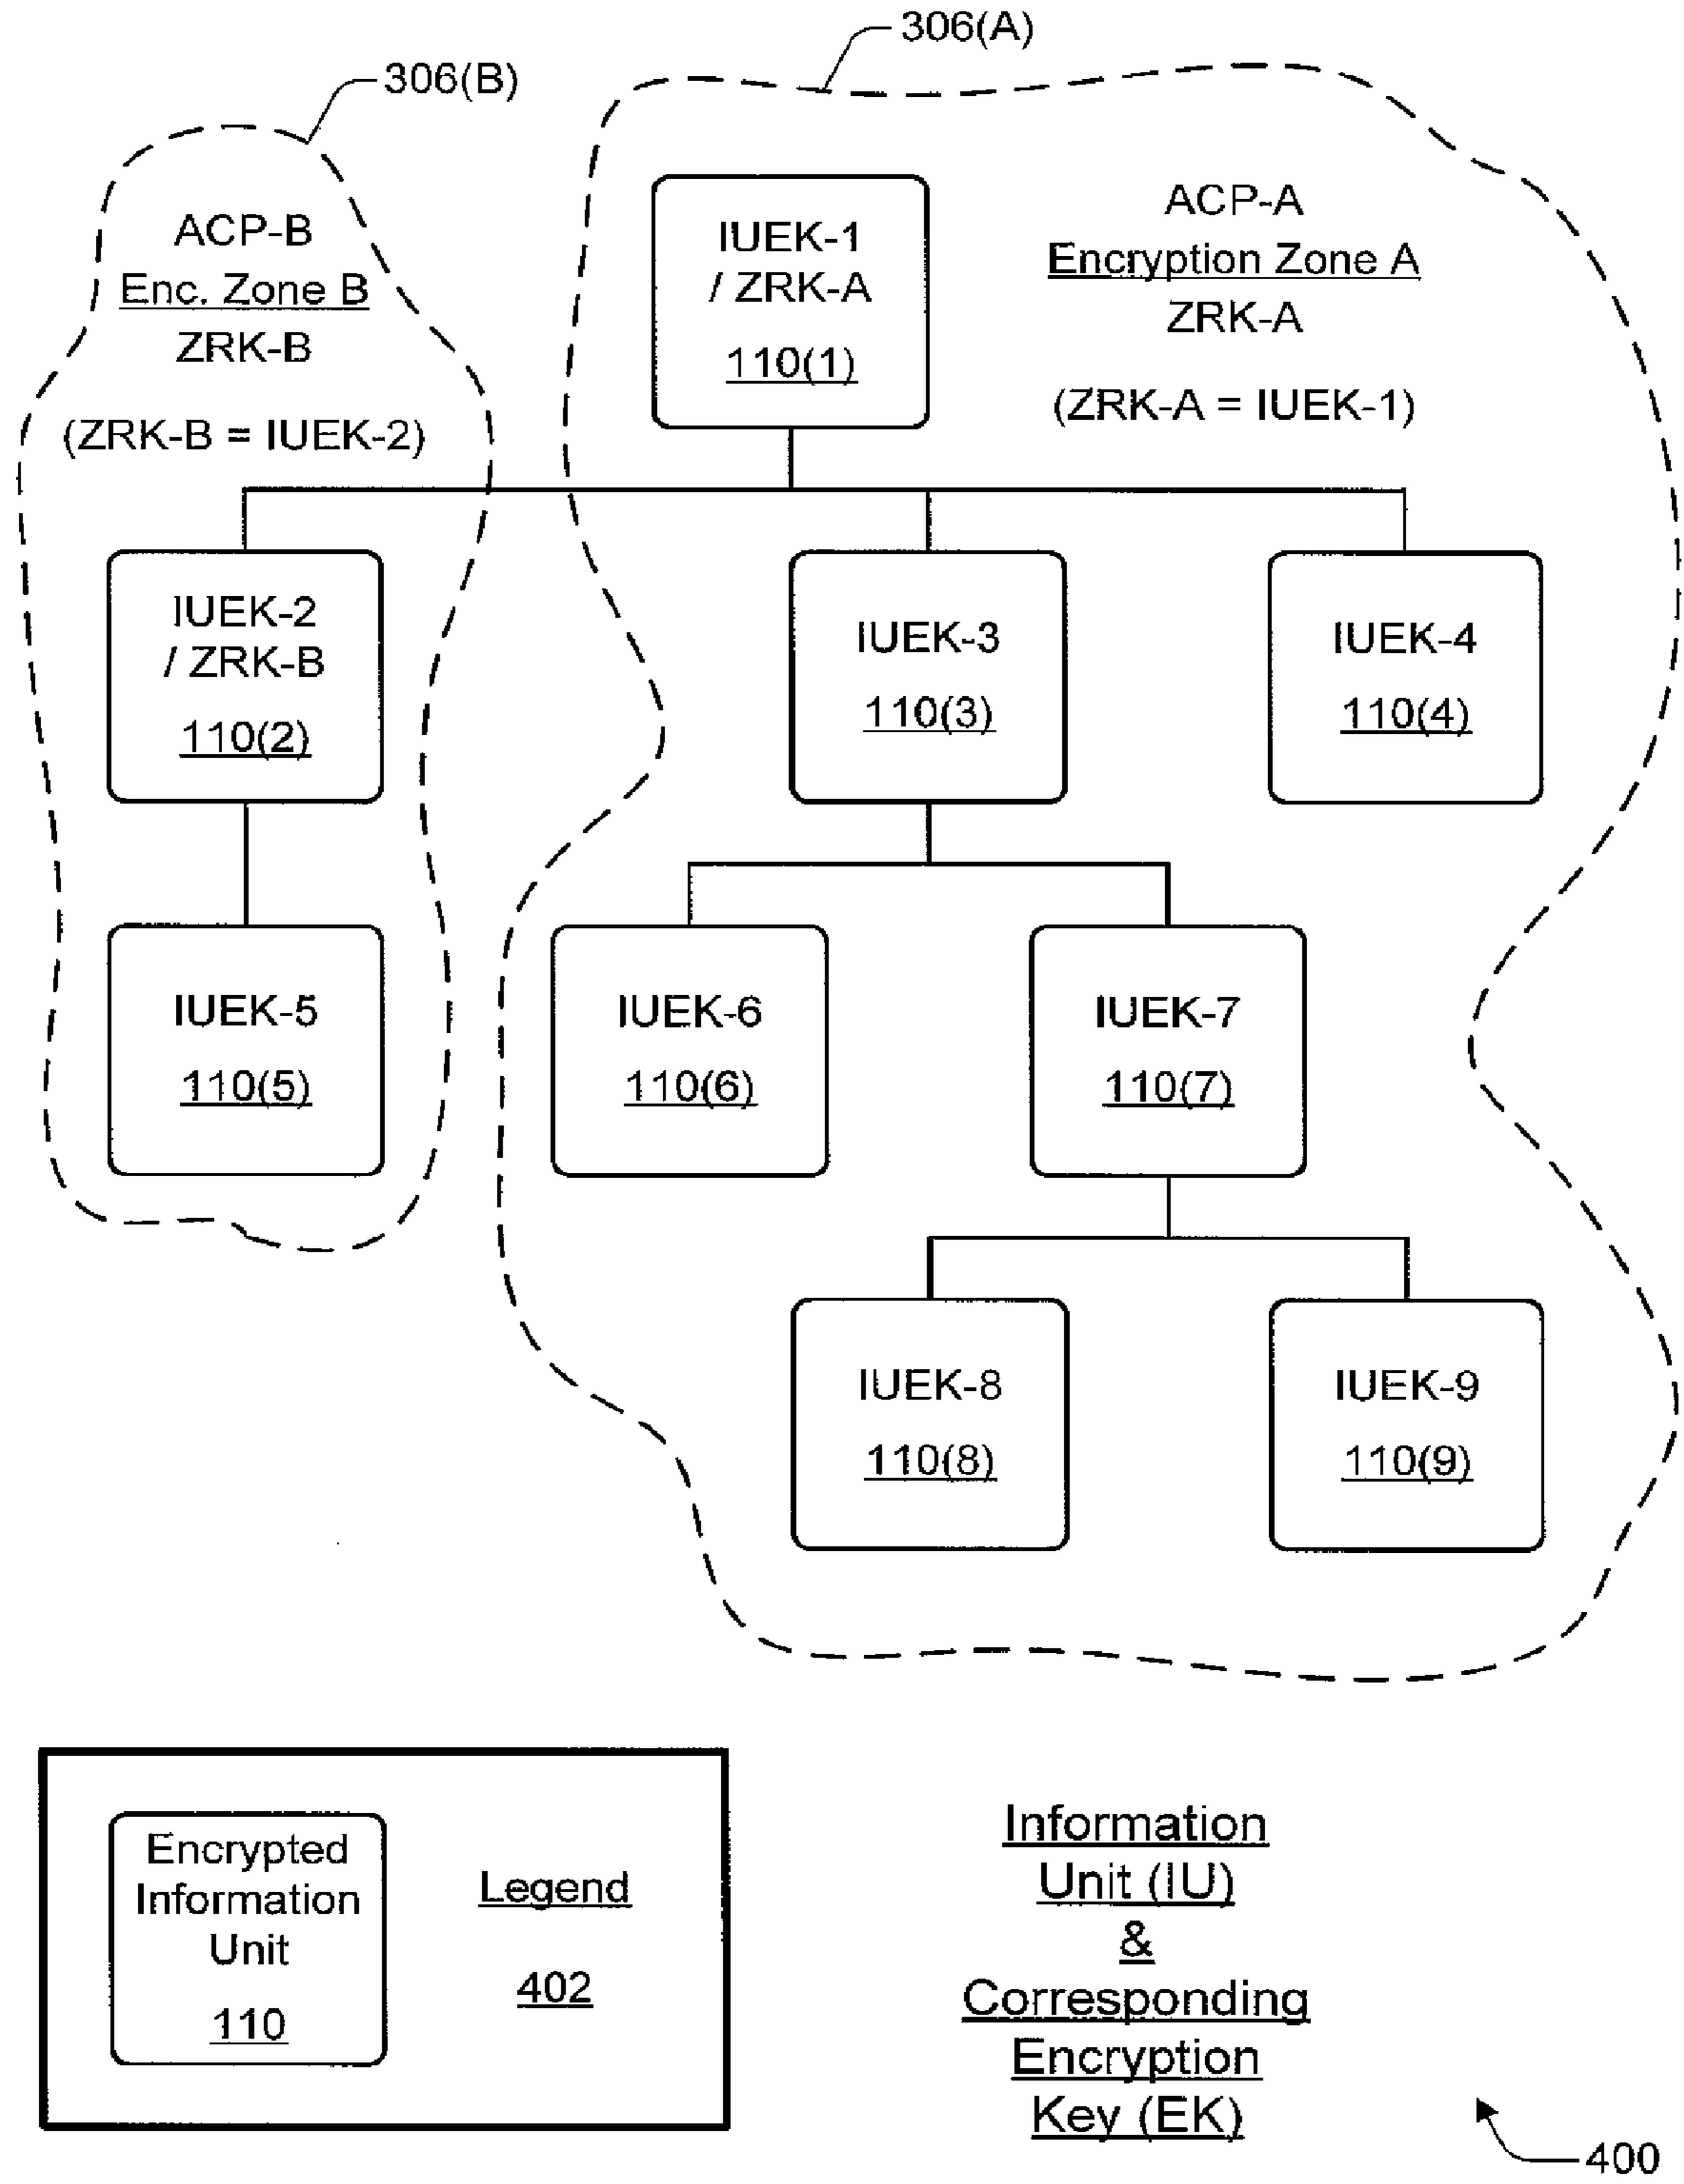 306(A)
306(B)
ACP-B
Enc. Zone B
ZRK-B
(ZRK-B = IUEK-2)
IUEK-1
/ ZRK-A
110(1)
ACP-A
Encryption Zone A
ZRK-A
(ZRK-A = IUEK-1)
IUEK-2
/ ZRK-B
110(2)
IUEK-3
110(3)
IUEK-4
110(4)
IUEK-5
110(5)
IUEK-6
110(6)
IUEK-7
110(7)
IUEK-8
110(8)
IUEK-9
110(9)
Encrypted
Information
Unit
110
Legend
402
Information
Unit (IU)
&
Corresponding
Encryption
Key (EK)
400